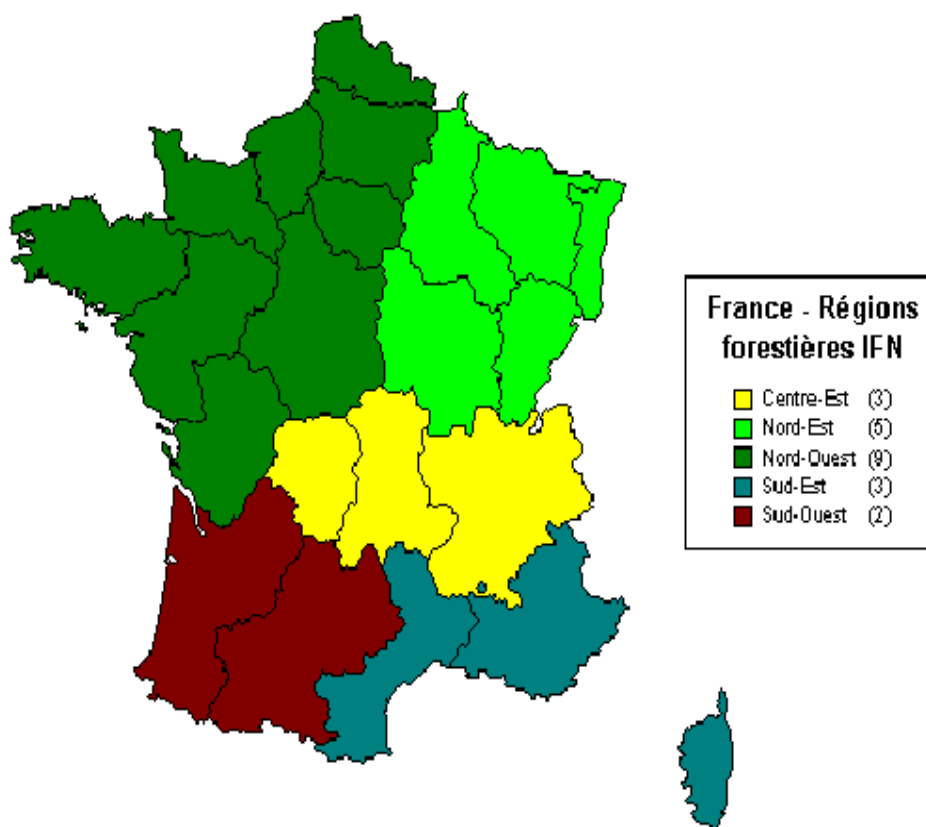 France - Régions
forestières IFN
Centre-Est (3)
Nord-Est (5)
Nord-Ouest (9)
Sud-Est (3)
Sud-Ouest (2)